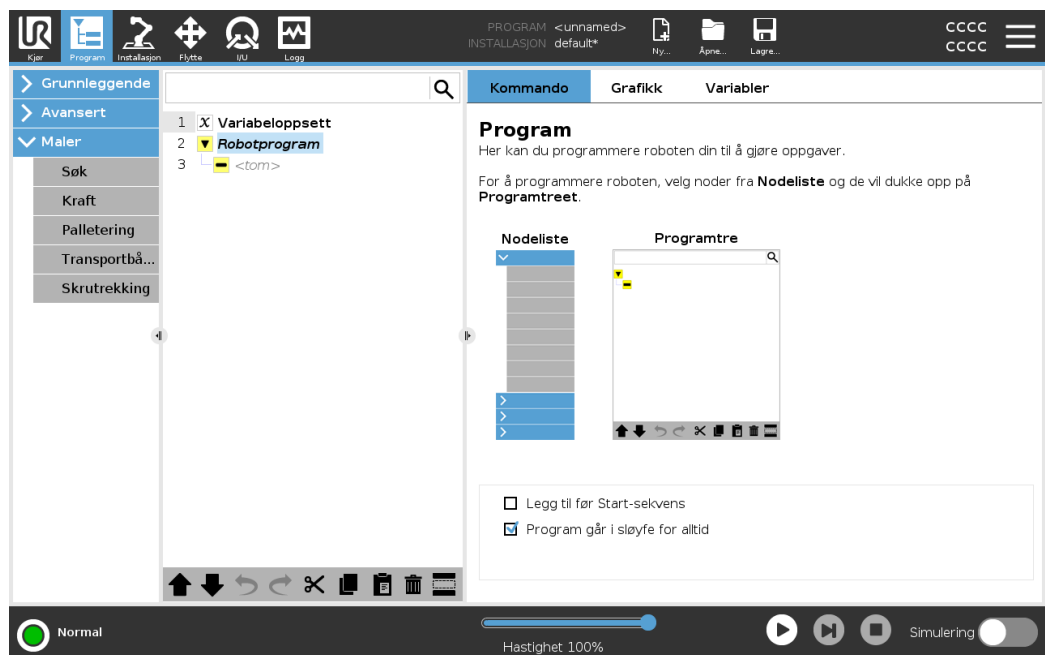 PROGRAM <unnamed>
INSTALLASJON default*
Kjør Program Installasjon Flytte I/U Logg
Ny... Åpne... Lagre...
cccc
cccc
Grunnleggende
Avansert
Maler
Søk
Kraft
Palletering
Transportbå...
Skrutrekking
1 x Variabeloppsett
2 Robotprogram
3 <tom>
Kommando Grafikk Variabler
Program
Her kan du programmere roboten din til å gjøre oppgaver.
For å programmere roboten, velg noder fra Nodeliste og de vil dukke opp på
Programtreet.
Nodeliste Programtre
Legg til før Start-sekvens
Program går i sløyfe for alltid
Normal
Hastighet 100%
Simulering